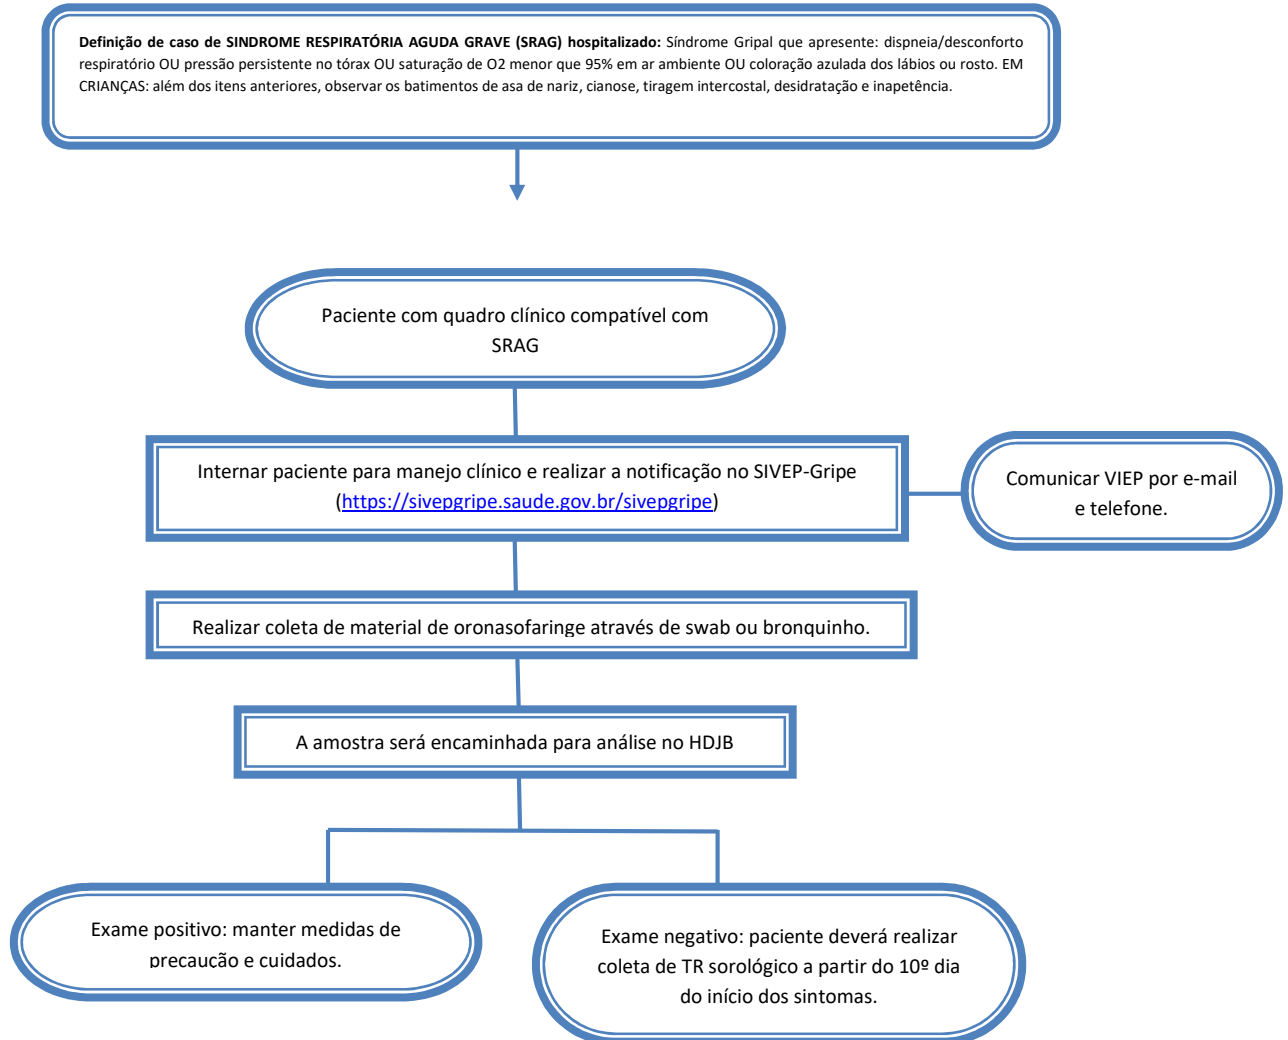 Definição de caso de SINDROME RESPIRATÓRIA AGUDA GRAVE (SRAG) hospitalizado: Síndrome Gripal que apresente: dispneia/desconforto
respiratório OU pressão persistente no tórax OU saturação de O2 menor que 95% em ar ambiente OU coloração azulada dos lábios ou rosto. EM
CRIANÇAS: além dos itens anteriores, observar os batimentos de asa de nariz, cianose, tiragem intercostal, desidratação e inapetência.
Paciente com quadro clínico compatível com
SRAG
Internar paciente para manejo clínico e realizar a notificação no SIVEP-Gripe
(https://sivepgripe.saude.gov.br/sivepgripe)
Comunicar VIEP por e-mail
e telefone.
Realizar coleta de material de oronasofaringe através de swab ou bronquinho.
A amostra será encaminhada para análise no HDJB
Exame positivo: manter medidas de
precaução e cuidados.
Exame negativo: paciente deverá realizar
coleta de TR sorológico a partir do 10º dia
do início dos sintomas.